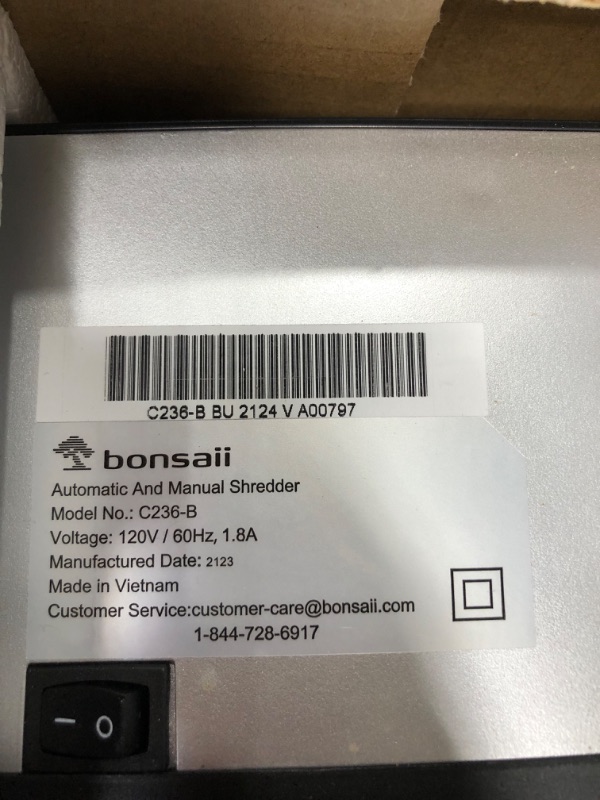 C236-B BU 2124 V A00797
bonsaii
Automatic And Manual Shredder
Model No.: C236-B
Voltage: 120V / 60Hz, 1.8A
Manufactured Date: 2123
Made in Vietnam
Customer Service:customer-care@bonsaii.com
1-844-728-6917
— O